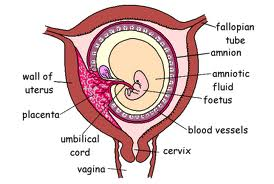 fallopian
tube
amnion
wall of
uterus
amniotic
fluid
foetus
placenta
blood vessels
umbilical
cord
cervix
vagina